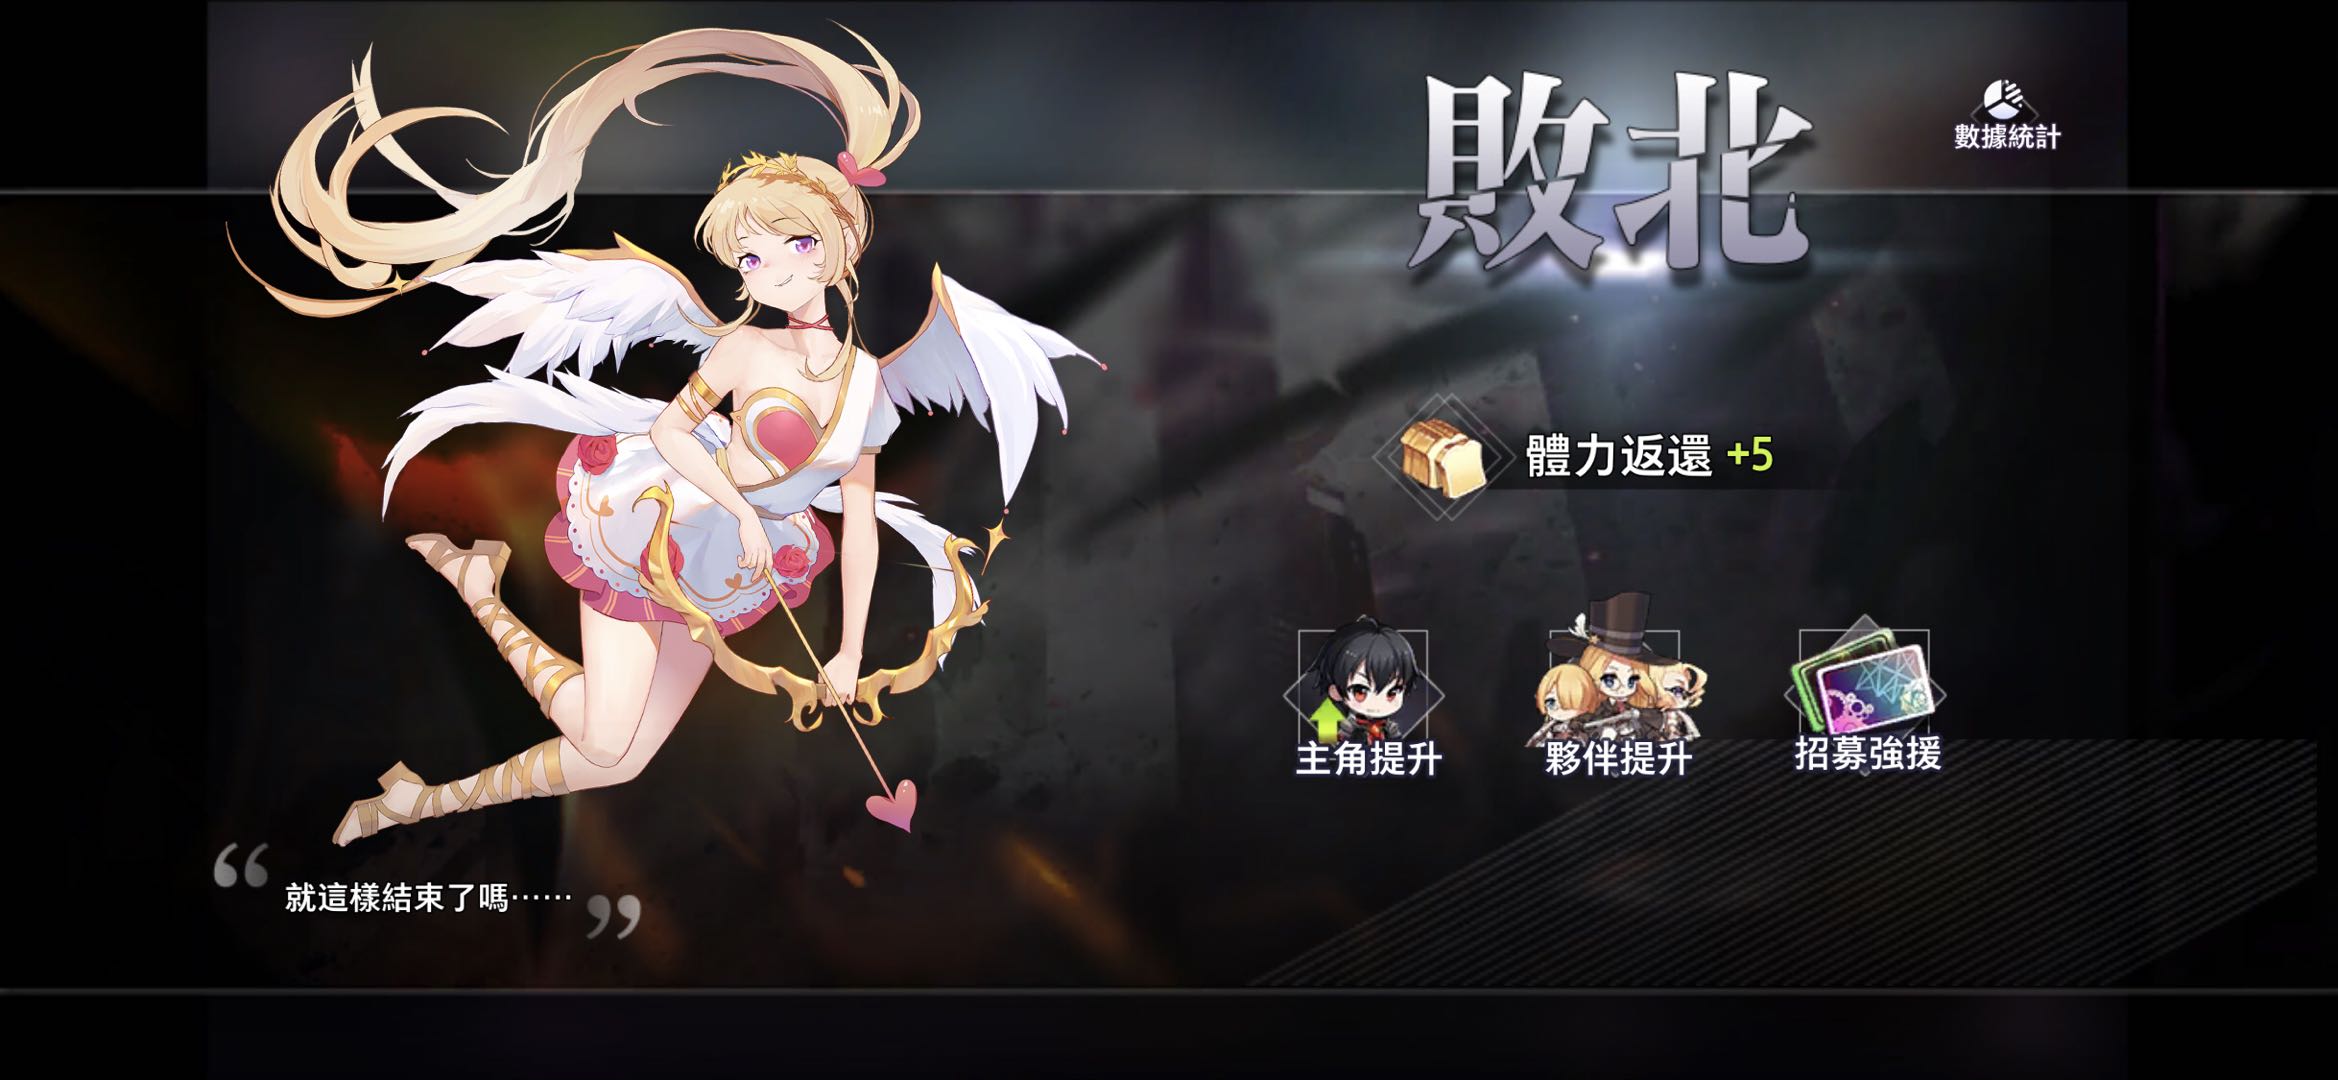 敗北
數據統計
體力返還 +5
主角提升
夥伴提升
招募強援
“就這樣結束了嗎……”